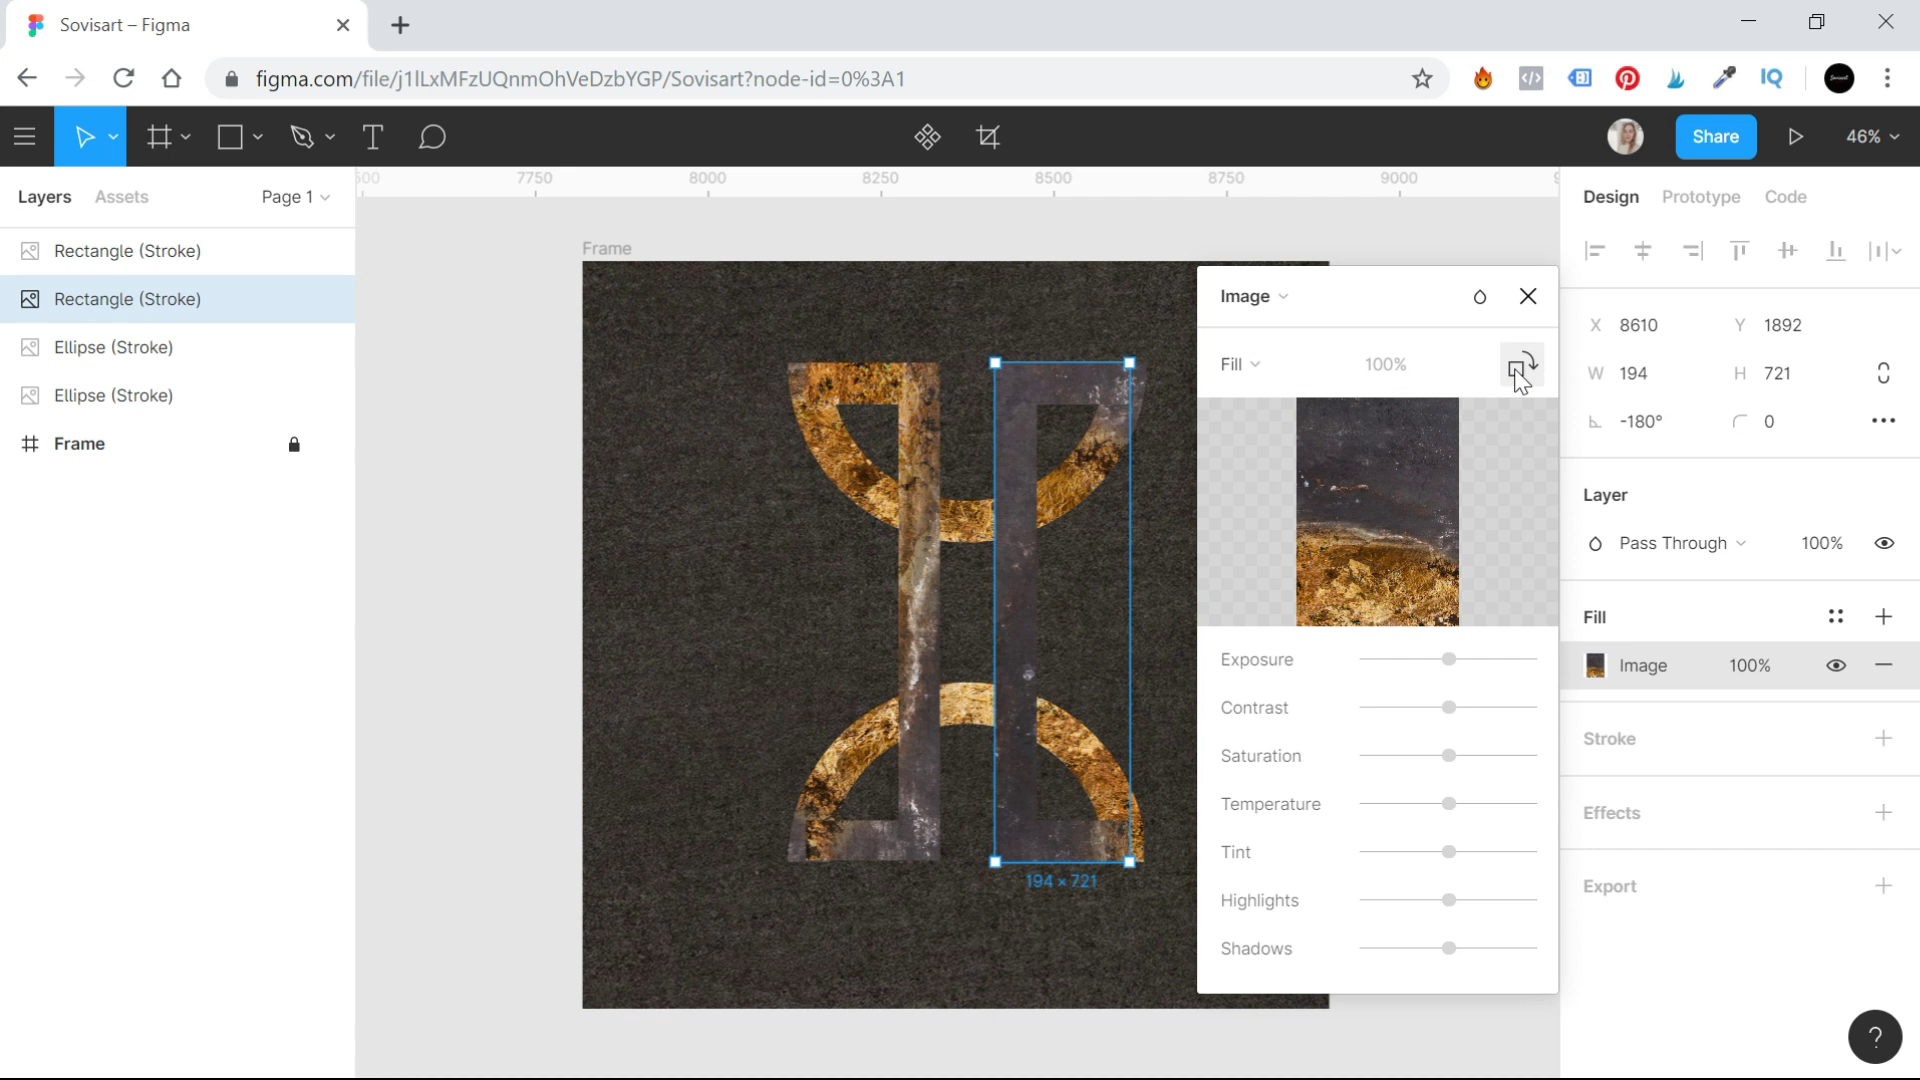 Sovisart – Figma
figma.com/file/j1lLxMFzUQnmOhVeDzbYGP/Sovisart?node-id=0%3A1
IQ
T
Share
46%
Layers
Assets
Page 1
7750
8000
8250
8500
8750
9000
Design
Prototype
Code
Rectangle (Stroke)
Rectangle (Stroke)
Ellipse (Stroke)
Ellipse (Stroke)
Frame
Frame
194 × 721
Image
Fill
100%
Exposure
Contrast
Saturation
Temperature
Tint
Highlights
Shadows
X 8610
Y 1892
W 194
H 721
-180°
0
Layer
Pass Through
100%
Fill
Image
100%
Stroke
Effects
Export
?